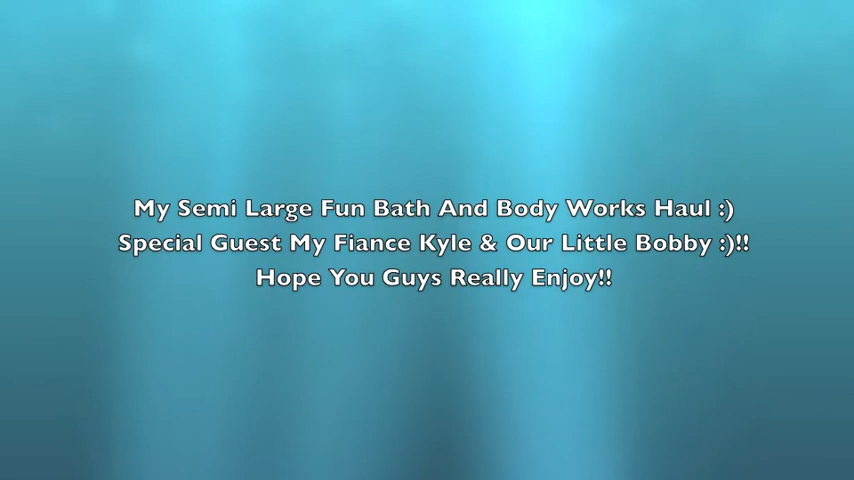 My Semi Large Fun Bath And Body Works Haul :)
Special Guest My Fiance Kyle & Our Little Bobby :)!!
Hope You Guys Really Enjoy!!